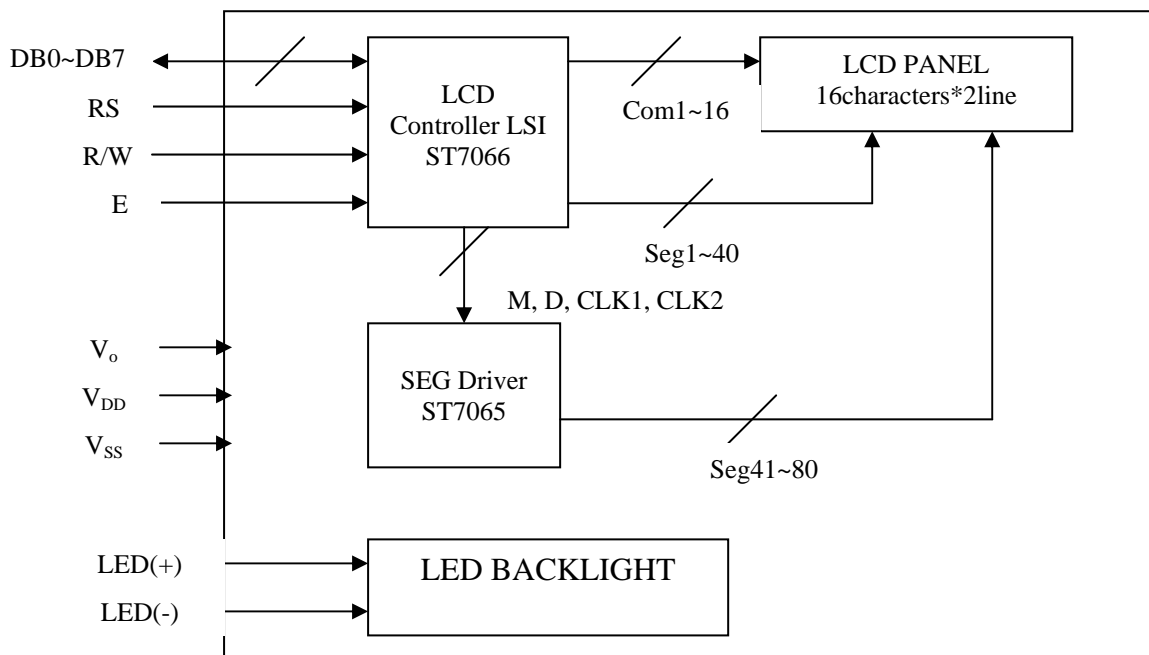 DB0~DB7
RS
R/W
E
LCD
Controller LSI
ST7066
Com1~16
LCD PANEL
16characters*2line
Seg1~40
M, D, CLK1, CLK2
Vo
VDD
VSS
SEG Driver
ST7065
Seg41~80
LED(+)
LED(-)
LED BACKLIGHT